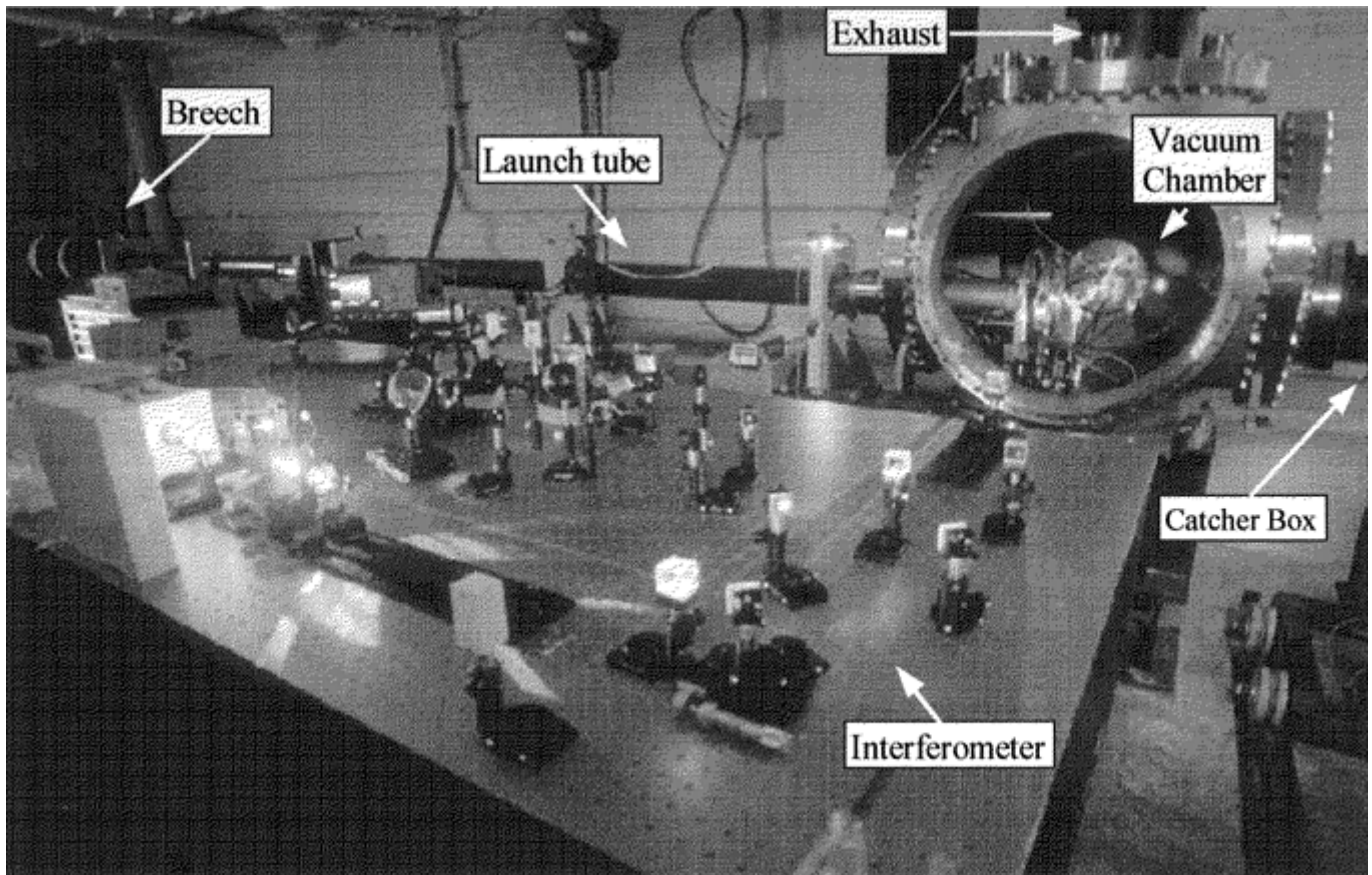 Exhaust
Breech
Launch tube
Vacuum
Chamber
Catcher Box
Interferometer